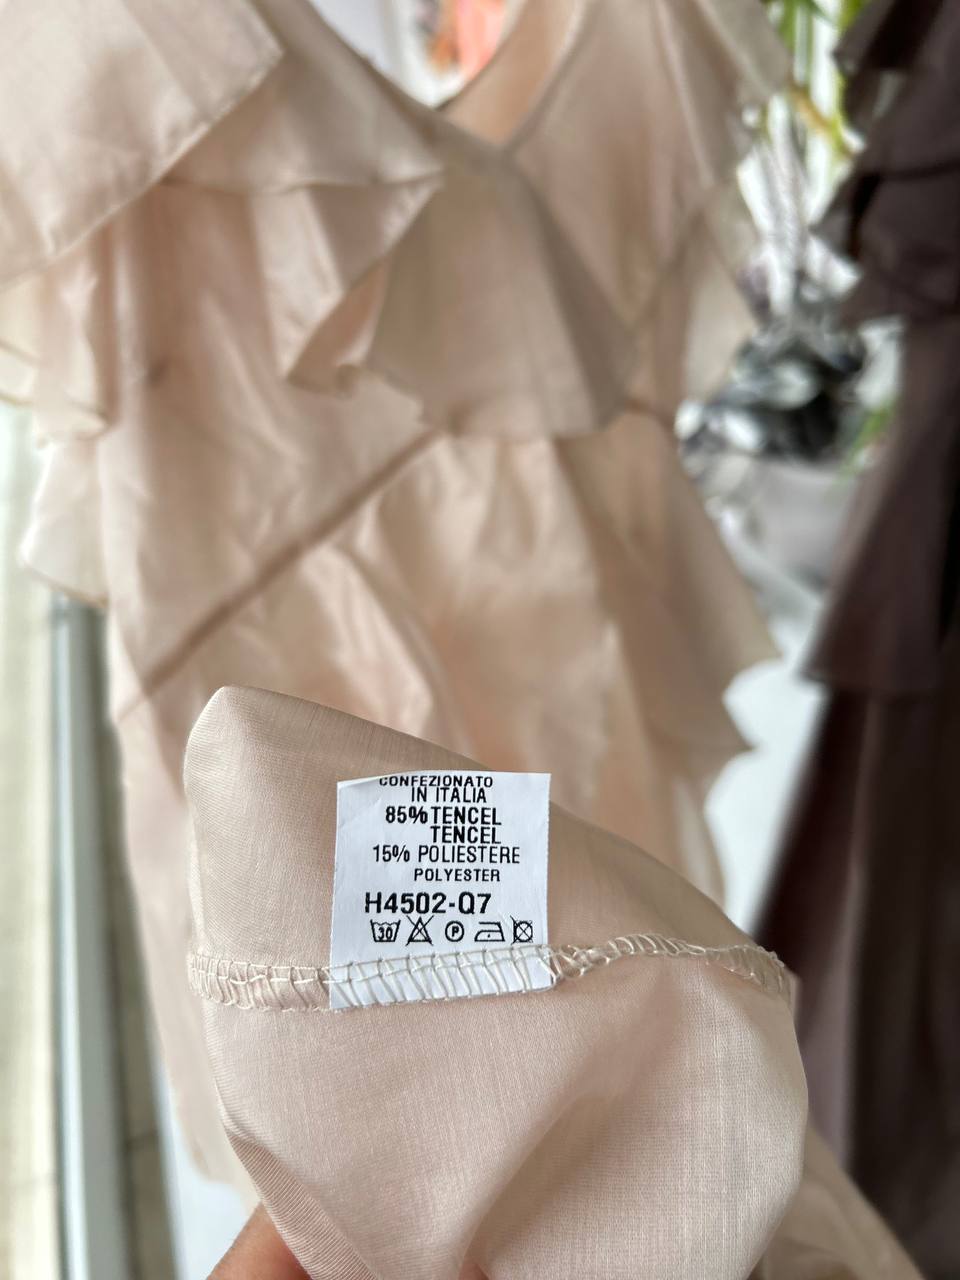 CONFEZIONATO
IN ITALIA
85% TENCEL
TENCEL
15% POLIESTERE
POLYESTER
H4502-Q7
30 P